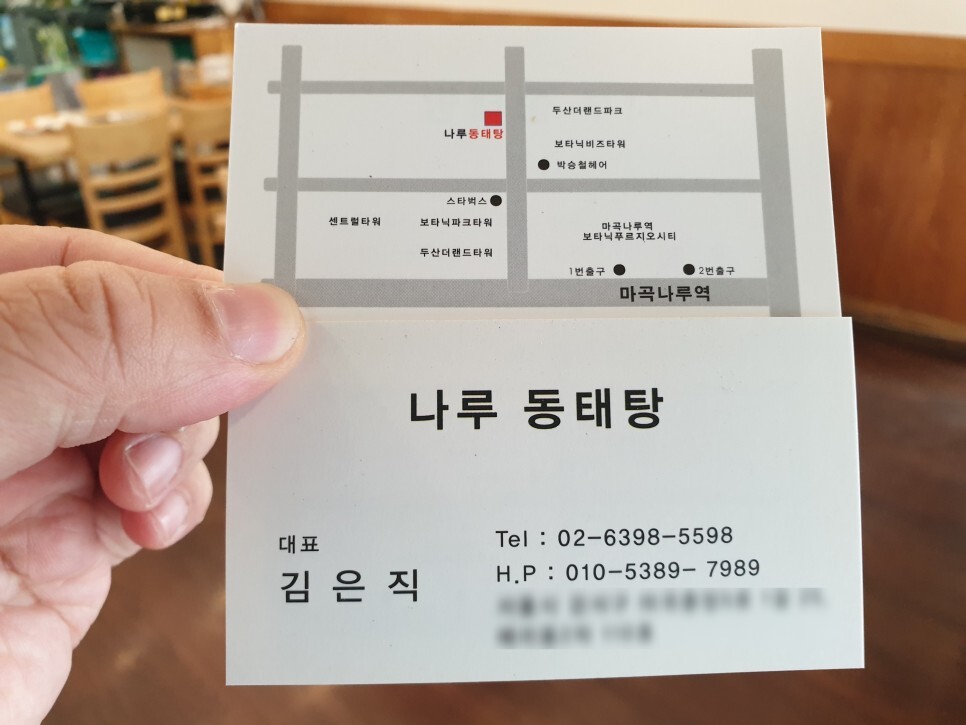 두산더랜드파크
나루동태탕
보타닉비즈타워
박승철헤어
스타벅스
센트럴타워 보타닉파크타워
마곡나루역
보타닉푸르지오시티
두산더랜드타워
1번출구 2번출구
마곡나루역
나루 동태탕
대표
김 은 직
Tel : 02-6398-5598
H.P : 010-5389- 7989